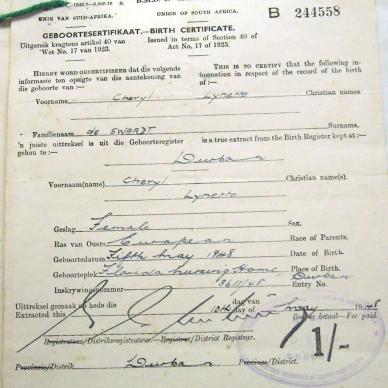 B 244558
UNIE VAN SUID-AFRIKA. UNION OF SOUTH AFRICA.
GEBOORTESERTIFIKAAT.—BIRTH CERTIFICATE.
Uitgereik kragtens artikel 40 van Wet No. 17 van 1923. Issued in terms of Section 40 of Act No. 17 of 1923.
HIERBY WORD GESERTIFISEER dat die volgende informasie ten opsigte van die aantekening van die geboorte van:— THIS IS TO CERTIFY that the following information in respect of the record of the birth of:
Voorname, Cheryl Lynette Christian names
Familienaam, de SWARDT Surname,
'n juiste uittreksel is uit die Geboorteregister gehou te:— is a true extract from the Birth Register kept at:—
Durban
Voornaam(name) Cheryl Lynette Christian name(s).
Geslag Female Sex.
Ras van Ouers European Race of Parents.
Geboortedatum Fifth May 1948 Date of Birth.
Geboorteplek Florida Nursing Home Durban Place of Birth.
Inskrywingsnommer 1361/48 Entry No.
Uittreksel gemaak op hede die dag van
Extracted this 10th day of May 1948
Bedrag betaal—Fee paid.
1/-
Registrateur/Distriksregistrateur.—Registrar/District Registrar.
Provinsie/Distrik Durban Province/District.